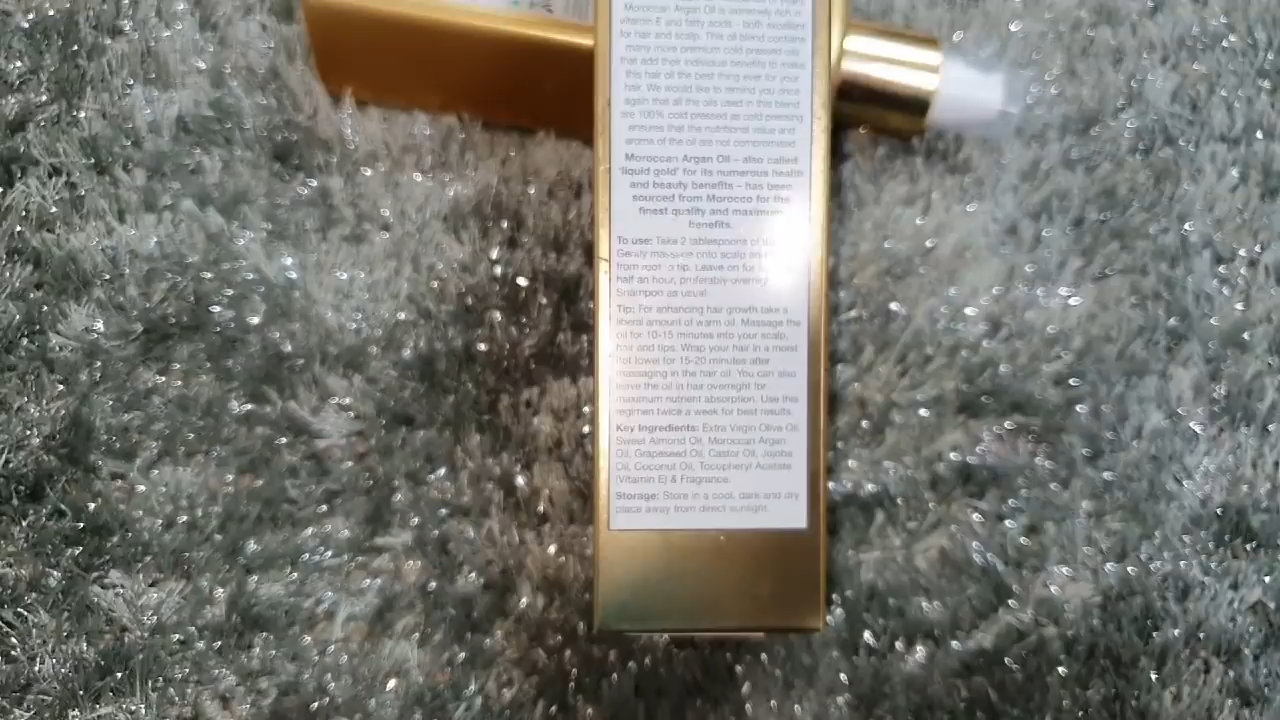 Moroccan Argan Oil is extremely rich in
vitamin E and fatty acids - both excellent
for hair and scalp. This oil blend contains
many more premium cold pressed oils
that add their individual benefits to make
this hair oil the best thing ever for your
hair. We would like to remind you once
again that all the oils used in this blend
are 100% cold pressed as cold pressing
ensures that the nutritional value and
aroma of the oil are not compromised
Moroccan Argan Oil – also called
'liquid gold' for its numerous health
and beauty benefits – has been
sourced from Morocco for the
finest quality and maximum
benefits.
To use: Take 2 tablespoons of
Gently massage onto scalp and
from root to tip. Leave on for
half an hour, preferably overnight
Shampoo as usual
Tip: For enhancing hair growth take a
liberal amount of warm oil. Massage the
oil for 10-15 minutes into your scalp,
hair and tips. Wrap your hair in a moist
hot towel for 15-20 minutes after
massaging in the hair oil. You can also
leave the oil in hair overnight for
maximum nutrient absorption. Use this
regimen twice a week for best results.
Key Ingredients: Extra Virgin Olive Oil
Sweet Almond Oil, Moroccan Argan
Oil, Grapeseed Oil, Castor Oil, Jojoba
Oil, Coconut Oil, Tocopheryl Acetate
(Vitamin E) & Fragrance.
Storage: Store in a cool, dark and dry
place away from direct sunlight.